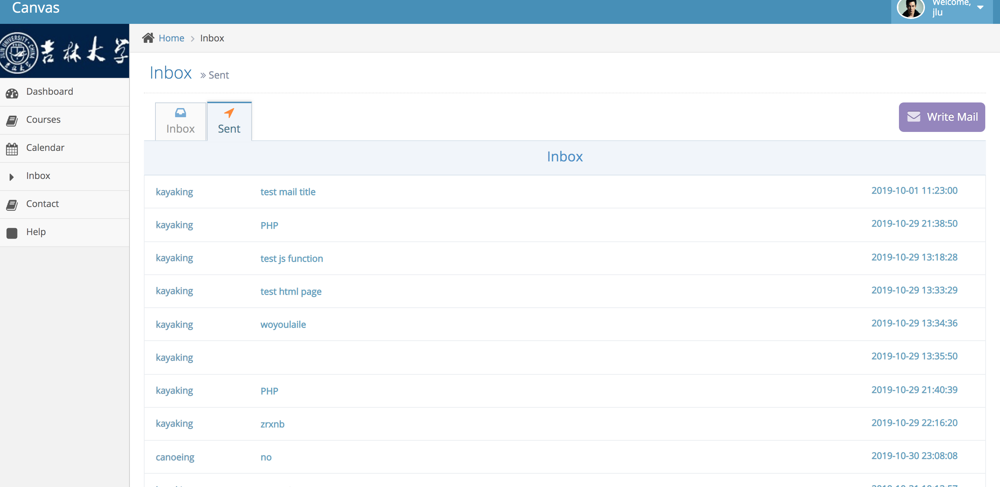 Canvas
Welcome,
jlu
JILIN UNIVERSITY·CHINA
1946
吉林大学
吉林大学
Home > Inbox
Inbox » Sent
Dashboard
Courses
Calendar
Inbox
Contact
Help
Inbox
Sent
Write Mail
Inbox
kayaking test mail title 2019-10-01 11:23:00
kayaking PHP 2019-10-29 21:38:50
kayaking test js function 2019-10-29 13:18:28
kayaking test html page 2019-10-29 13:33:29
kayaking woyoulaile 2019-10-29 13:34:36
kayaking 2019-10-29 13:35:50
kayaking PHP 2019-10-29 21:40:39
kayaking zrxnb 2019-10-29 22:16:20
canoeing no 2019-10-30 23:08:08